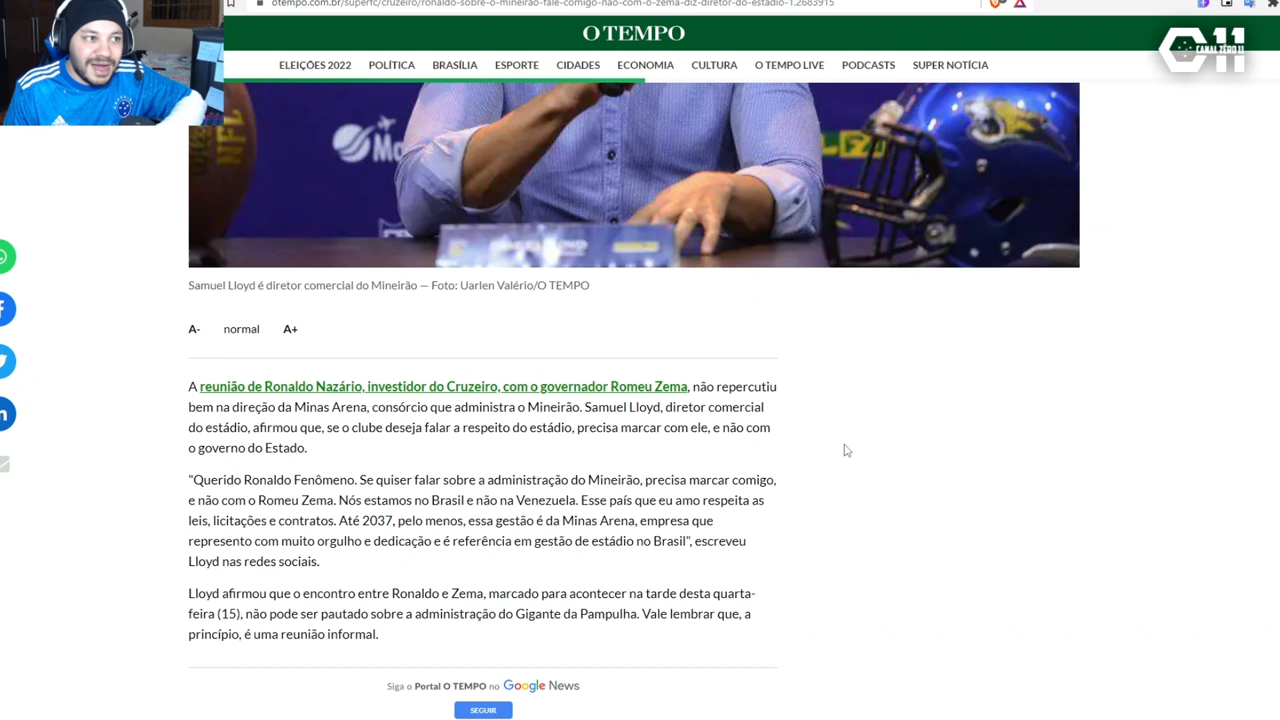 otempo.com.br/superfc/cruzeiro/ronaldo-sobre-o-mineirao-fale-comigo-nao-com-o-zema-diz-diretor-do-estadio-1.2683915
O TEMPO
CANAL ZERO 11
ELEIÇÕES 2022 POLÍTICA BRASÍLIA ESPORTE CIDADES ECONOMIA CULTURA O TEMPO LIVE PODCASTS SUPER NOTÍCIA
NFL
Samuel Lloyd é diretor comercial do Mineirão — Foto: Uarlen Valério/O TEMPO
A- normal A+
A reunião de Ronaldo Nazário, investidor do Cruzeiro, com o governador Romeu Zema, não repercutiu
bem na direção da Minas Arena, consórcio que administra o Mineirão. Samuel Lloyd, diretor comercial
do estádio, afirmou que, se o clube deseja falar a respeito do estádio, precisa marcar com ele, e não com
o governo do Estado.
"Querido Ronaldo Fenômeno. Se quiser falar sobre a administração do Mineirão, precisa marcar comigo,
e não com o Romeu Zema. Nós estamos no Brasil e não na Venezuela. Esse país que eu amo respeita as
leis, licitações e contratos. Até 2037, pelo menos, essa gestão é da Minas Arena, empresa que
represento com muito orgulho e dedicação e é referência em gestão de estádio no Brasil", escreveu
Lloyd nas redes sociais.
Lloyd afirmou que o encontro entre Ronaldo e Zema, marcado para acontecer na tarde desta quarta-
feira (15), não pode ser pautado sobre a administração do Gigante da Pampulha. Vale lembrar que, a
princípio, é uma reunião informal.
Siga o Portal O TEMPO no Google News
SEGUIR